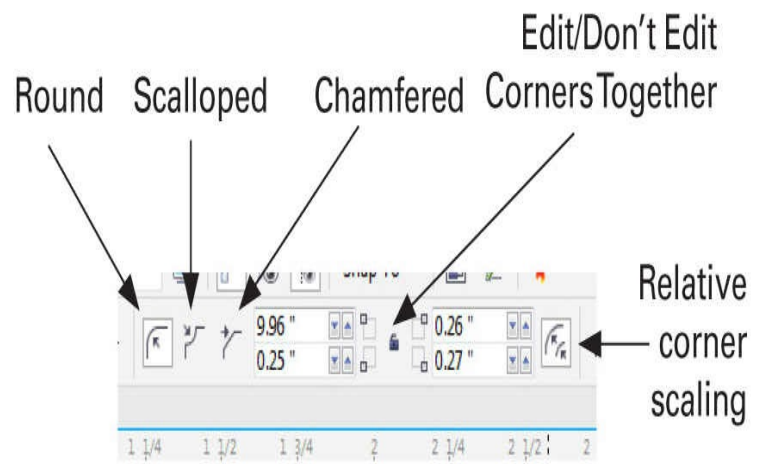 Edit/Don't Edit
Round Scalloped Chamfered Corners Together
Relative
corner
scaling
9.96 " 0.26 "
0.25 " 0.27 "
1 1/4 1 1/2 1 3/4 2 2 1/4 2 1/2 2